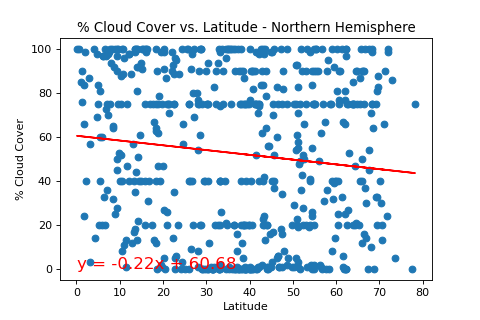 % Cloud Cover vs. Latitude - Northern Hemisphere
100
80
60
40
20
0
% Cloud Cover
y = -0.22x + 60.68
0 10 20 30 40 50 60 70 80
Latitude